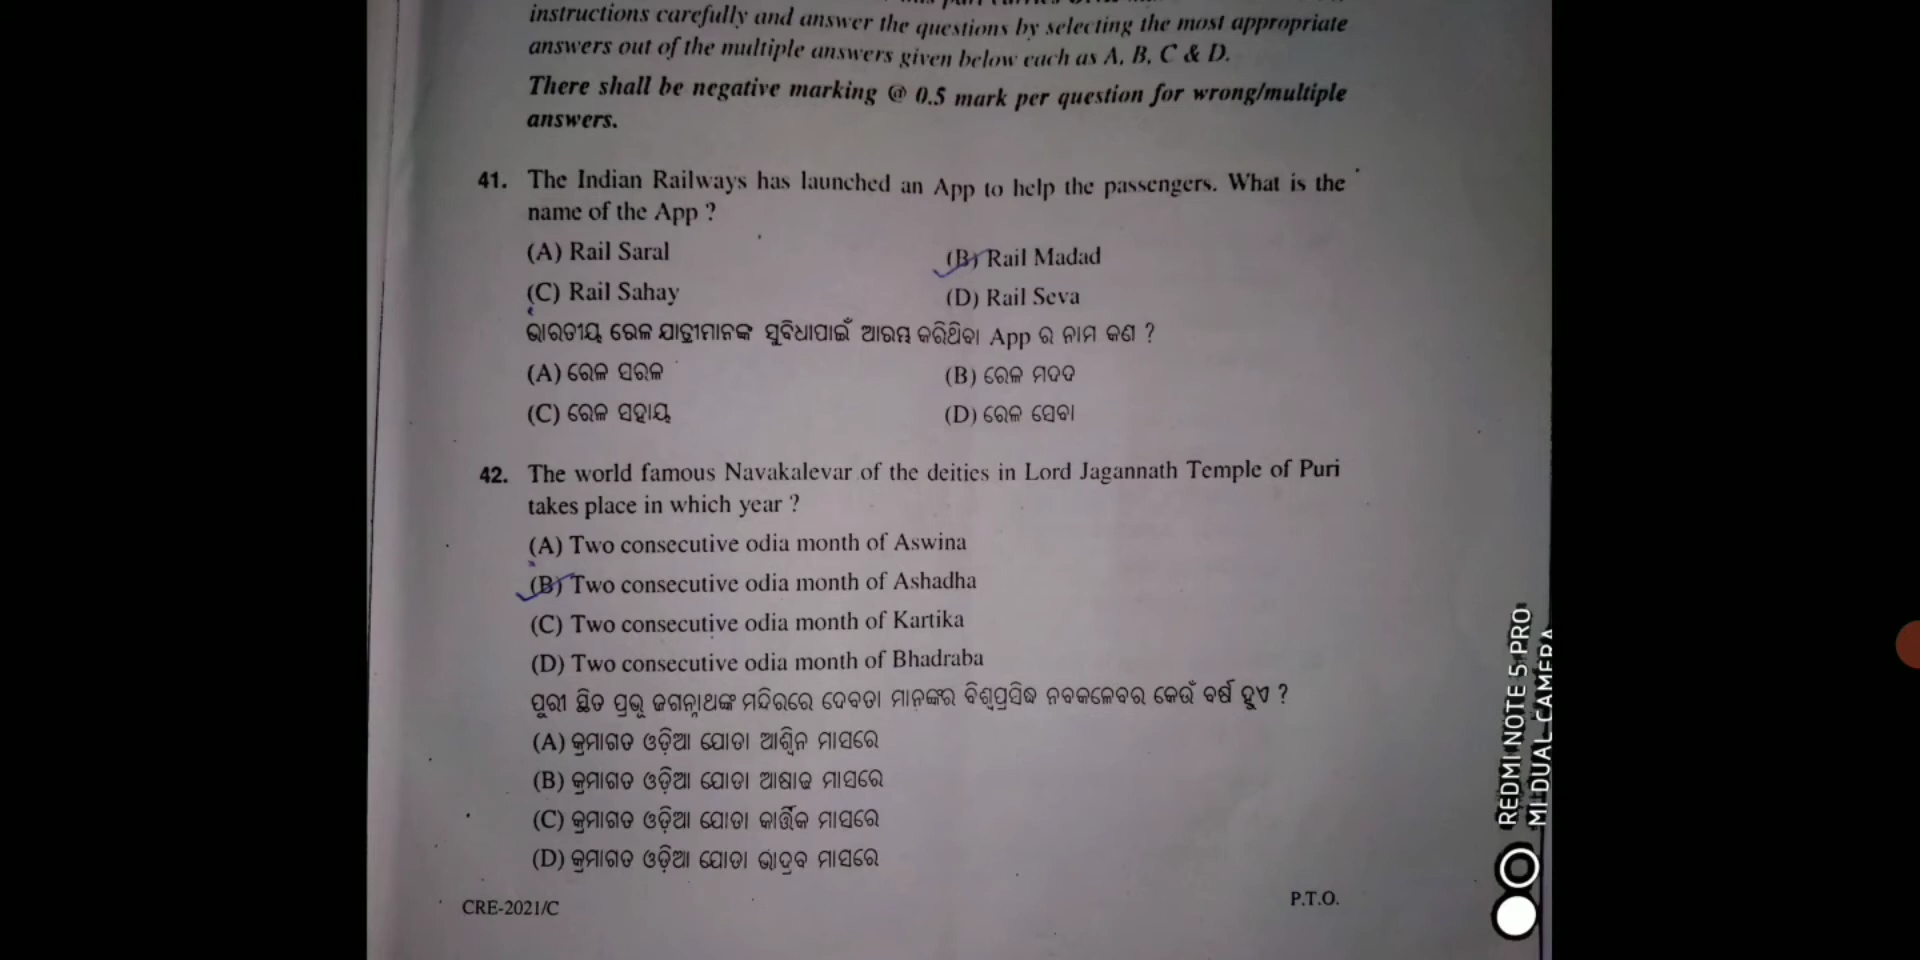 instructions carefully and answer the questions by selecting the most appropriate
answers out of the multiple answers given below each as A, B, C & D.
There shall be negative marking @ 0.5 mark per question for wrong/multiple
answers.
41. The Indian Railways has launched an App to help the passengers. What is the
name of the App ?
(A) Rail Saral (B) Rail Madad
(C) Rail Sahay (D) Rail Seva
ଭାରତୀୟ ରେଳ ଯାତ୍ରୀମାନଙ୍କ ସୁବିଧାପାଇଁ ଆରମ୍ଭ କରିଥିବା App ର ନାମ କଣ ?
(A) ରେଳ ସରଳ (B) ରେଳ ମଦଦ
(C) ରେଳ ସହାୟ (D) ରେଳ ସେବା
42. The world famous Navakalevar of the deities in Lord Jagannath Temple of Puri
takes place in which year ?
(A) Two consecutive odia month of Aswina
(B) Two consecutive odia month of Ashadha
(C) Two consecutive odia month of Kartika
(D) Two consecutive odia month of Bhadraba
ପୁରୀ ସ୍ଥିତ ପ୍ରଭୂ ଜଗନ୍ନାଥଙ୍କ ମନ୍ଦିରରେ ଦେବତା ମାନଙ୍କର ବିଶ୍ୱପ୍ରସିଦ୍ଧ ନବକଳେବର କେଉଁ ବର୍ଷ ହୁଏ ?
(A) କ୍ରମାଗତ ଓଡ଼ିଆ ଯୋଡା ଆଶ୍ୱିନ ମାସରେ
(B) କ୍ରମାଗତ ଓଡ଼ିଆ ଯୋଡା ଆଷାଢ ମାସରେ
(C) କ୍ରମାଗତ ଓଡ଼ିଆ ଯୋଡା କାର୍ତ୍ତିକ ମାସରେ
(D) କ୍ରମାଗତ ଓଡ଼ିଆ ଯୋଡା ଭାଦ୍ରବ ମାସରେ
CRE-2021/C P.T.O.
REDMI NOTE 5 PRO
MI DUAL CAMERA